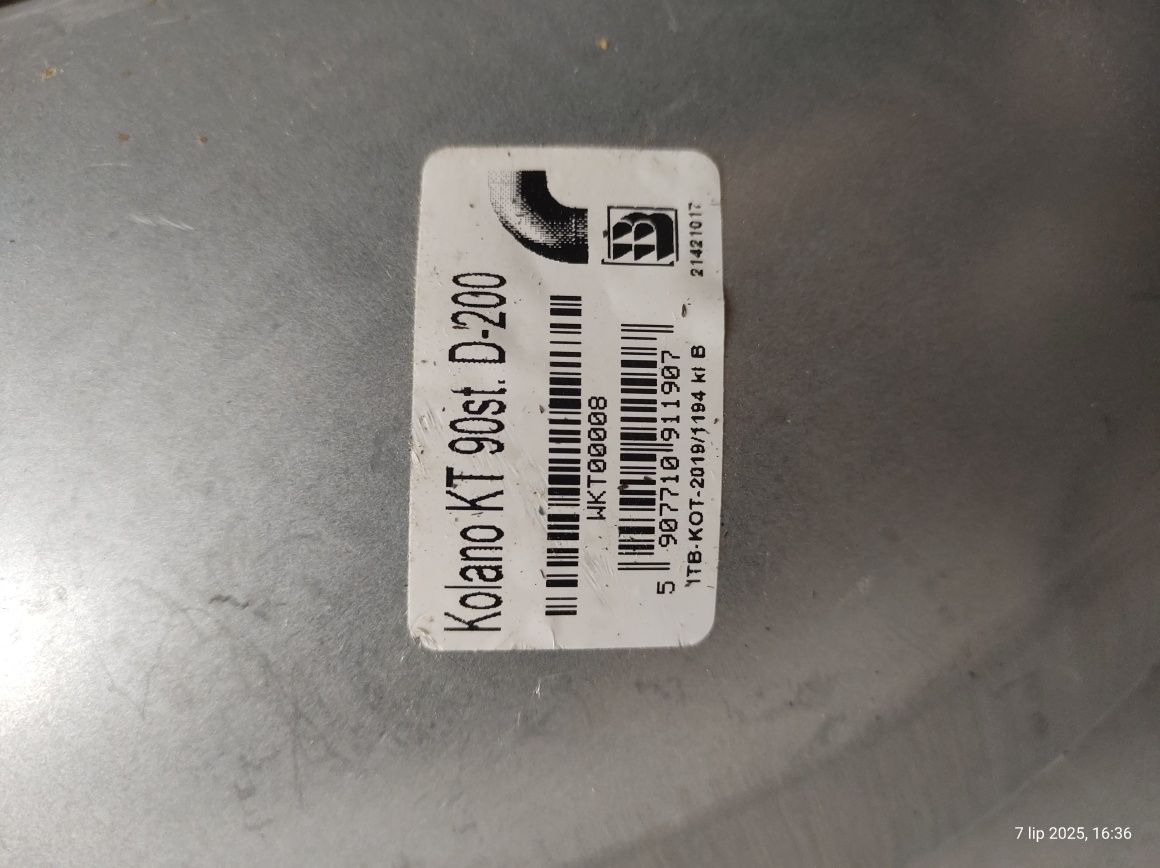 Kolano KT 90st. D-200
WKT00008
5 907710 911907
ITB-KOT-2019/1194 kl B
21421017
7 lip 2025, 16:36